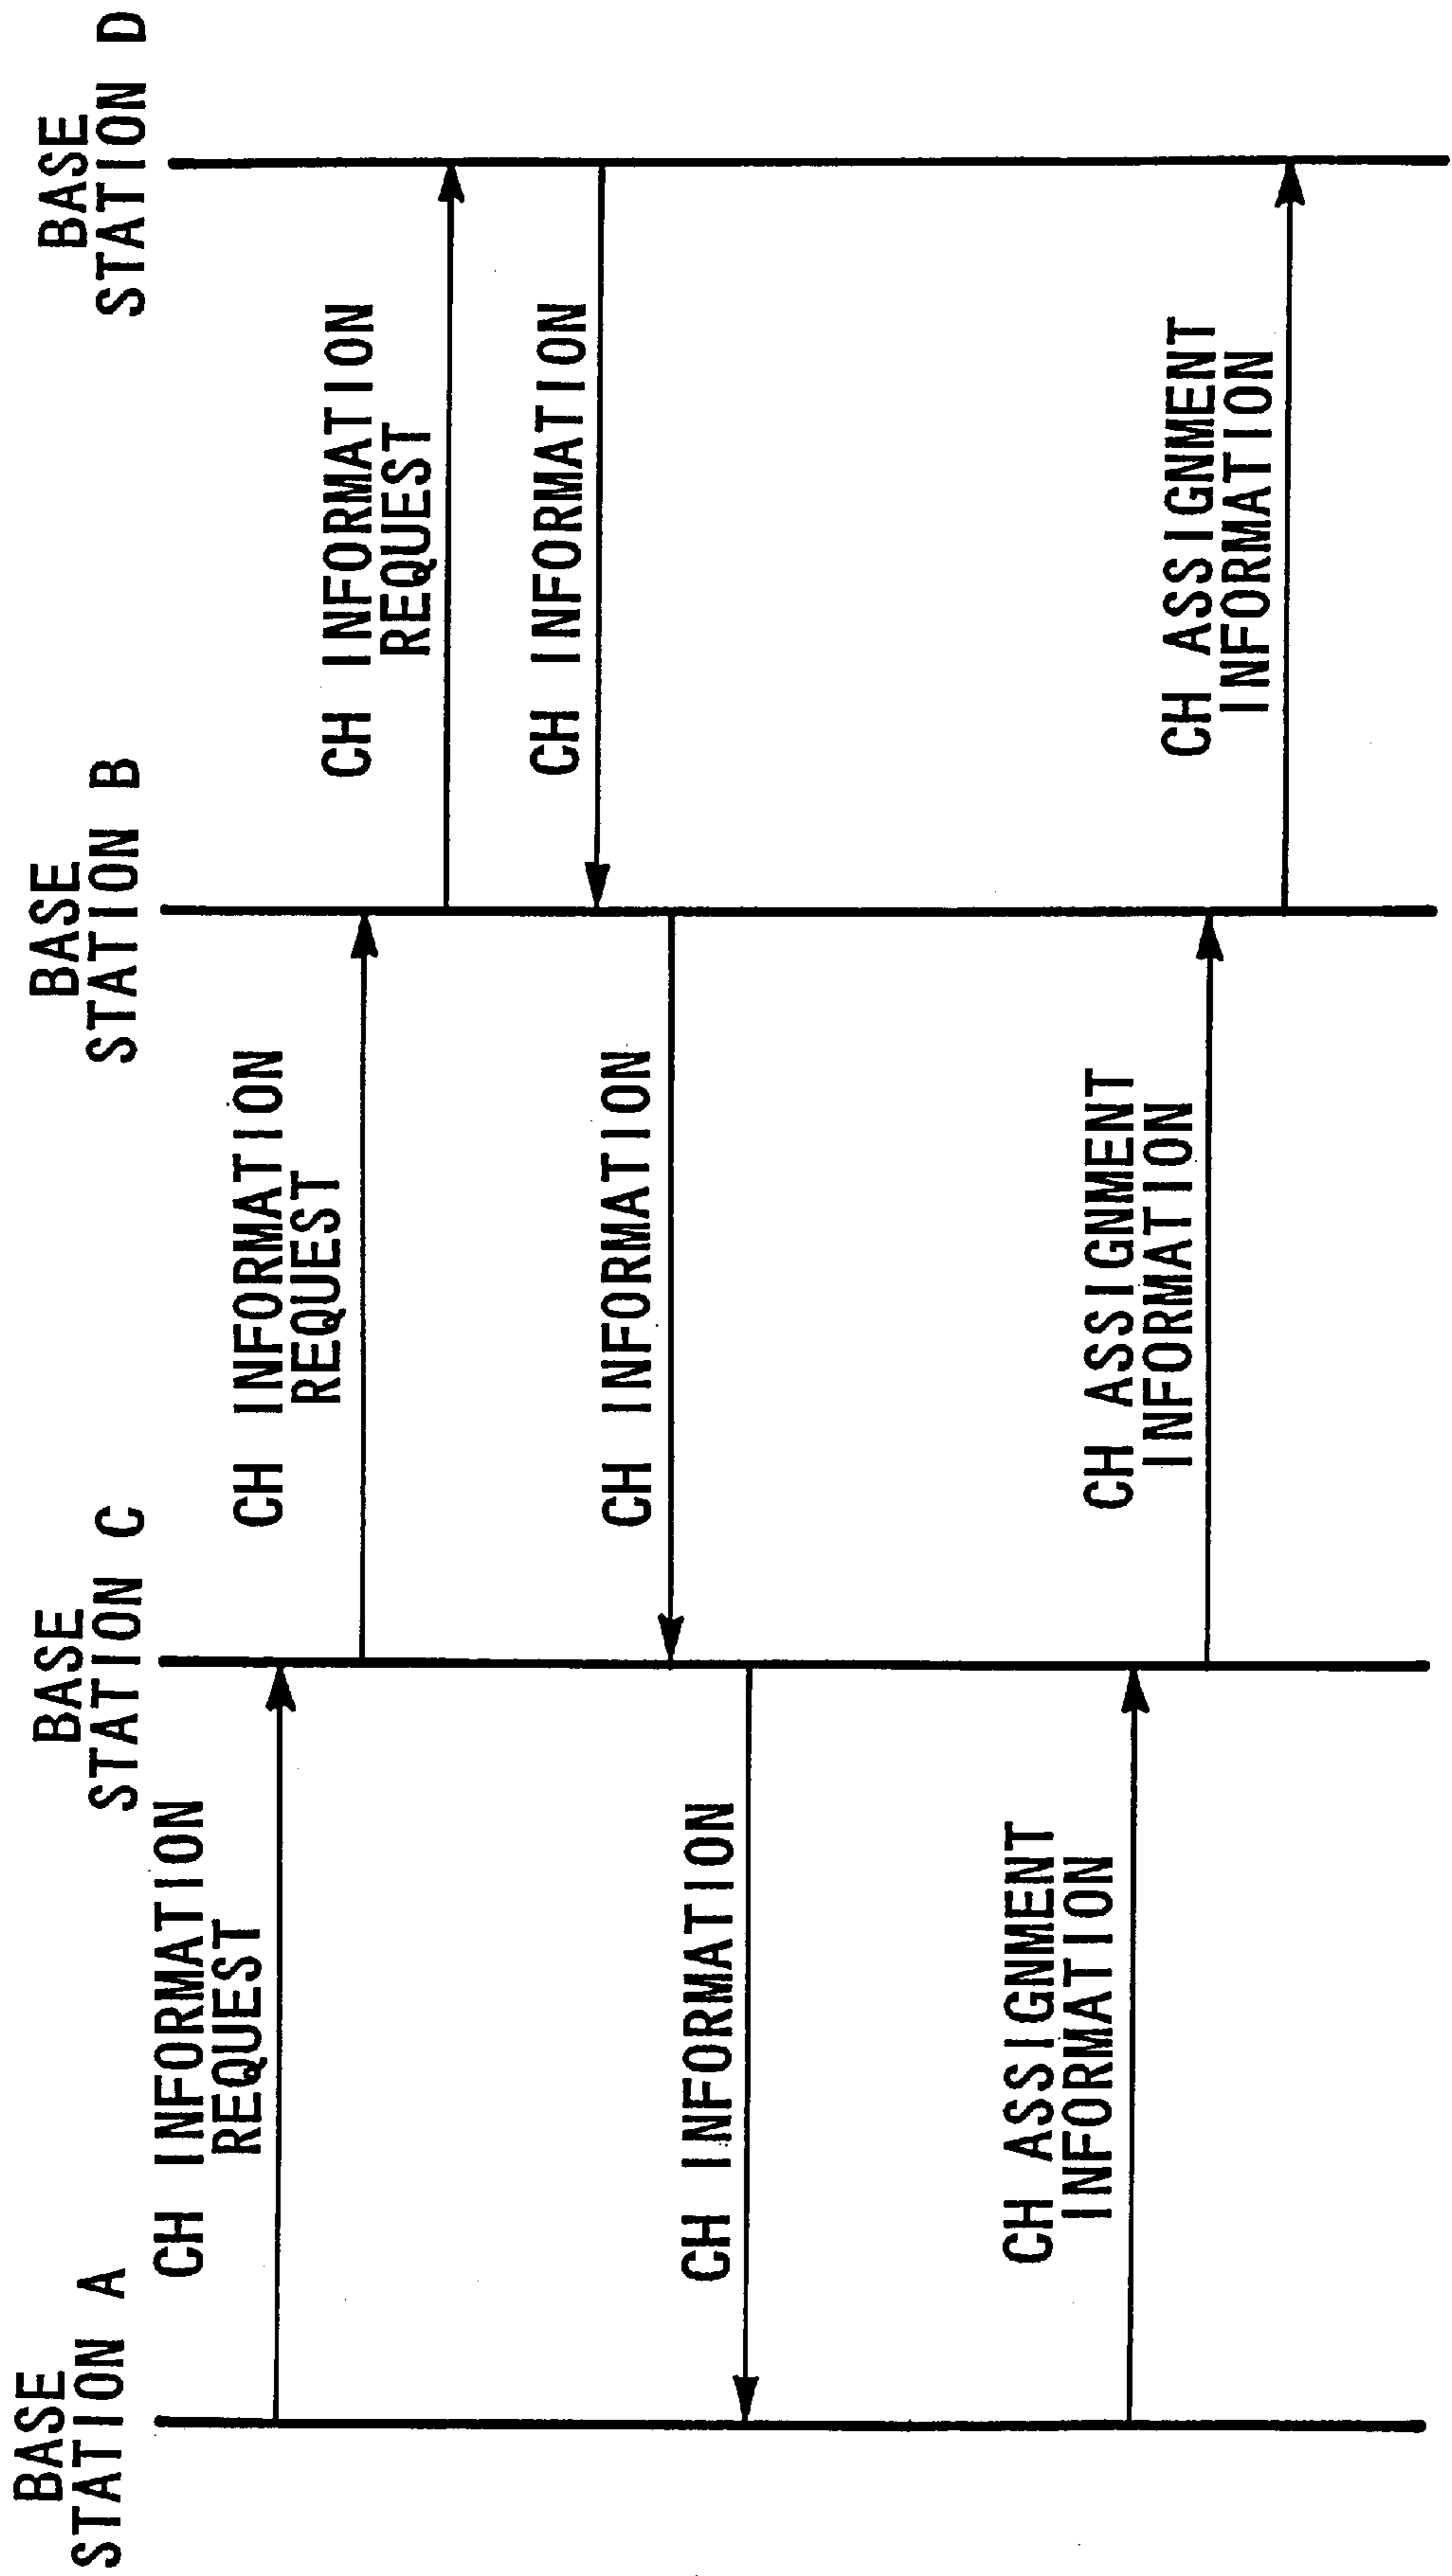 BASE
STATION A
BASE
STATION C
BASE
STATION B
BASE
STATION D
CH INFORMATION
REQUEST
CH INFORMATION
REQUEST
CH INFORMATION
REQUEST
CH INFORMATION
CH INFORMATION
CH INFORMATION
CH ASSIGNMENT
INFORMATION
CH ASSIGNMENT
INFORMATION
CH ASSIGNMENT
INFORMATION